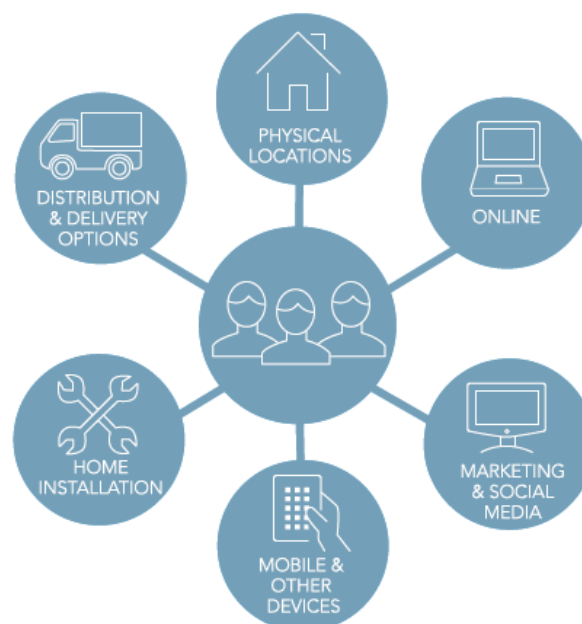 PHYSICAL
LOCATIONS
DISTRIBUTION
& DELIVERY
OPTIONS
ONLINE
HOME
INSTALLATION
MARKETING
& SOCIAL
MEDIA
MOBILE &
OTHER
DEVICES